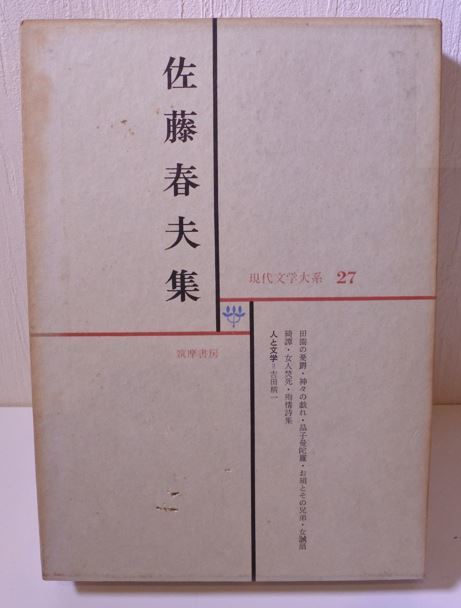 佐藤春夫集
現代文学大系 27
筑摩書房
田園の憂鬱・神々の戯れ・晶子曼陀羅・お絹とその兄弟・女誡扇
綺譚・女人焚死・殉情詩集
人と文学=吉田精一